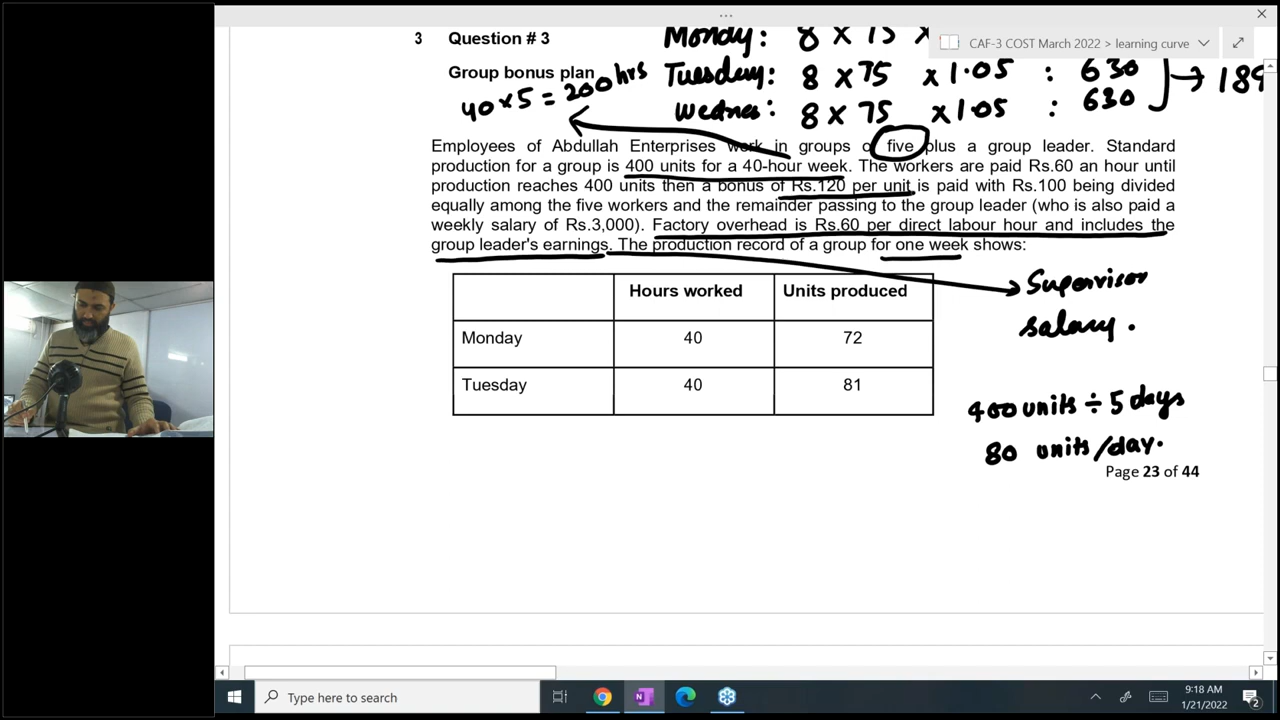 3 Question # 3
Monday: 8 × 75 ×
CAF-3 COST March 2022 > learning curve
Group bonus plan
Tuesday: 8 × 75 × 1.05 : 630
40 × 5 = 200 hrs
Wednes: 8 × 75 × 1.05 : 630
→ 189
Employees of Abdullah Enterprises work in groups of five plus a group leader. Standard
production for a group is 400 units for a 40-hour week. The workers are paid Rs.60 an hour until
production reaches 400 units then a bonus of Rs.120 per unit is paid with Rs.100 being divided
equally among the five workers and the remainder passing to the group leader (who is also paid a
weekly salary of Rs.3,000). Factory overhead is Rs.60 per direct labour hour and includes the
group leader's earnings. The production record of a group for one week shows:
Hours worked Units produced
Monday 40 72
Tuesday 40 81
Supervisor
salary.
400 units ÷ 5 days
80 units/day.
Page 23 of 44
Type here to search
9:18 AM
1/21/2022
2